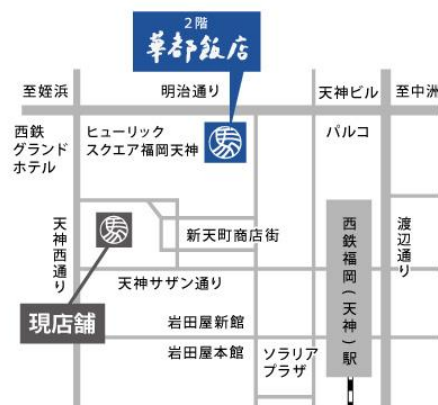 2階
華都飯店
至姪浜
明治通り
天神ビル
至中洲
西鉄
グランド
ホテル
ヒューリック
スクエア福岡天神
馬
パルコ
天神西通り
馬
新天町商店街
西鉄福岡(天神)駅
渡辺通り
天神サザン通り
現店舗
岩田屋新館
岩田屋本館
ソラリア
プラザ